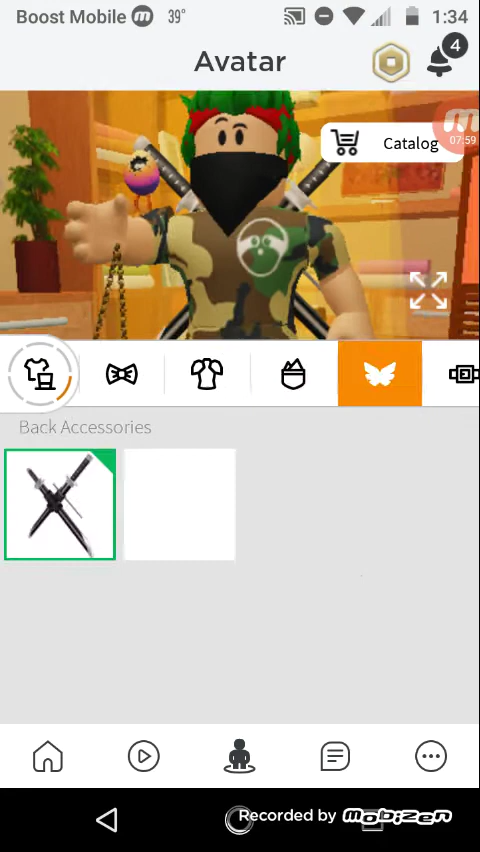 Boost Mobile m 39° 1:34
Avatar
4
Catalog
07:59
Back Accessories
Recorded by Mobizen